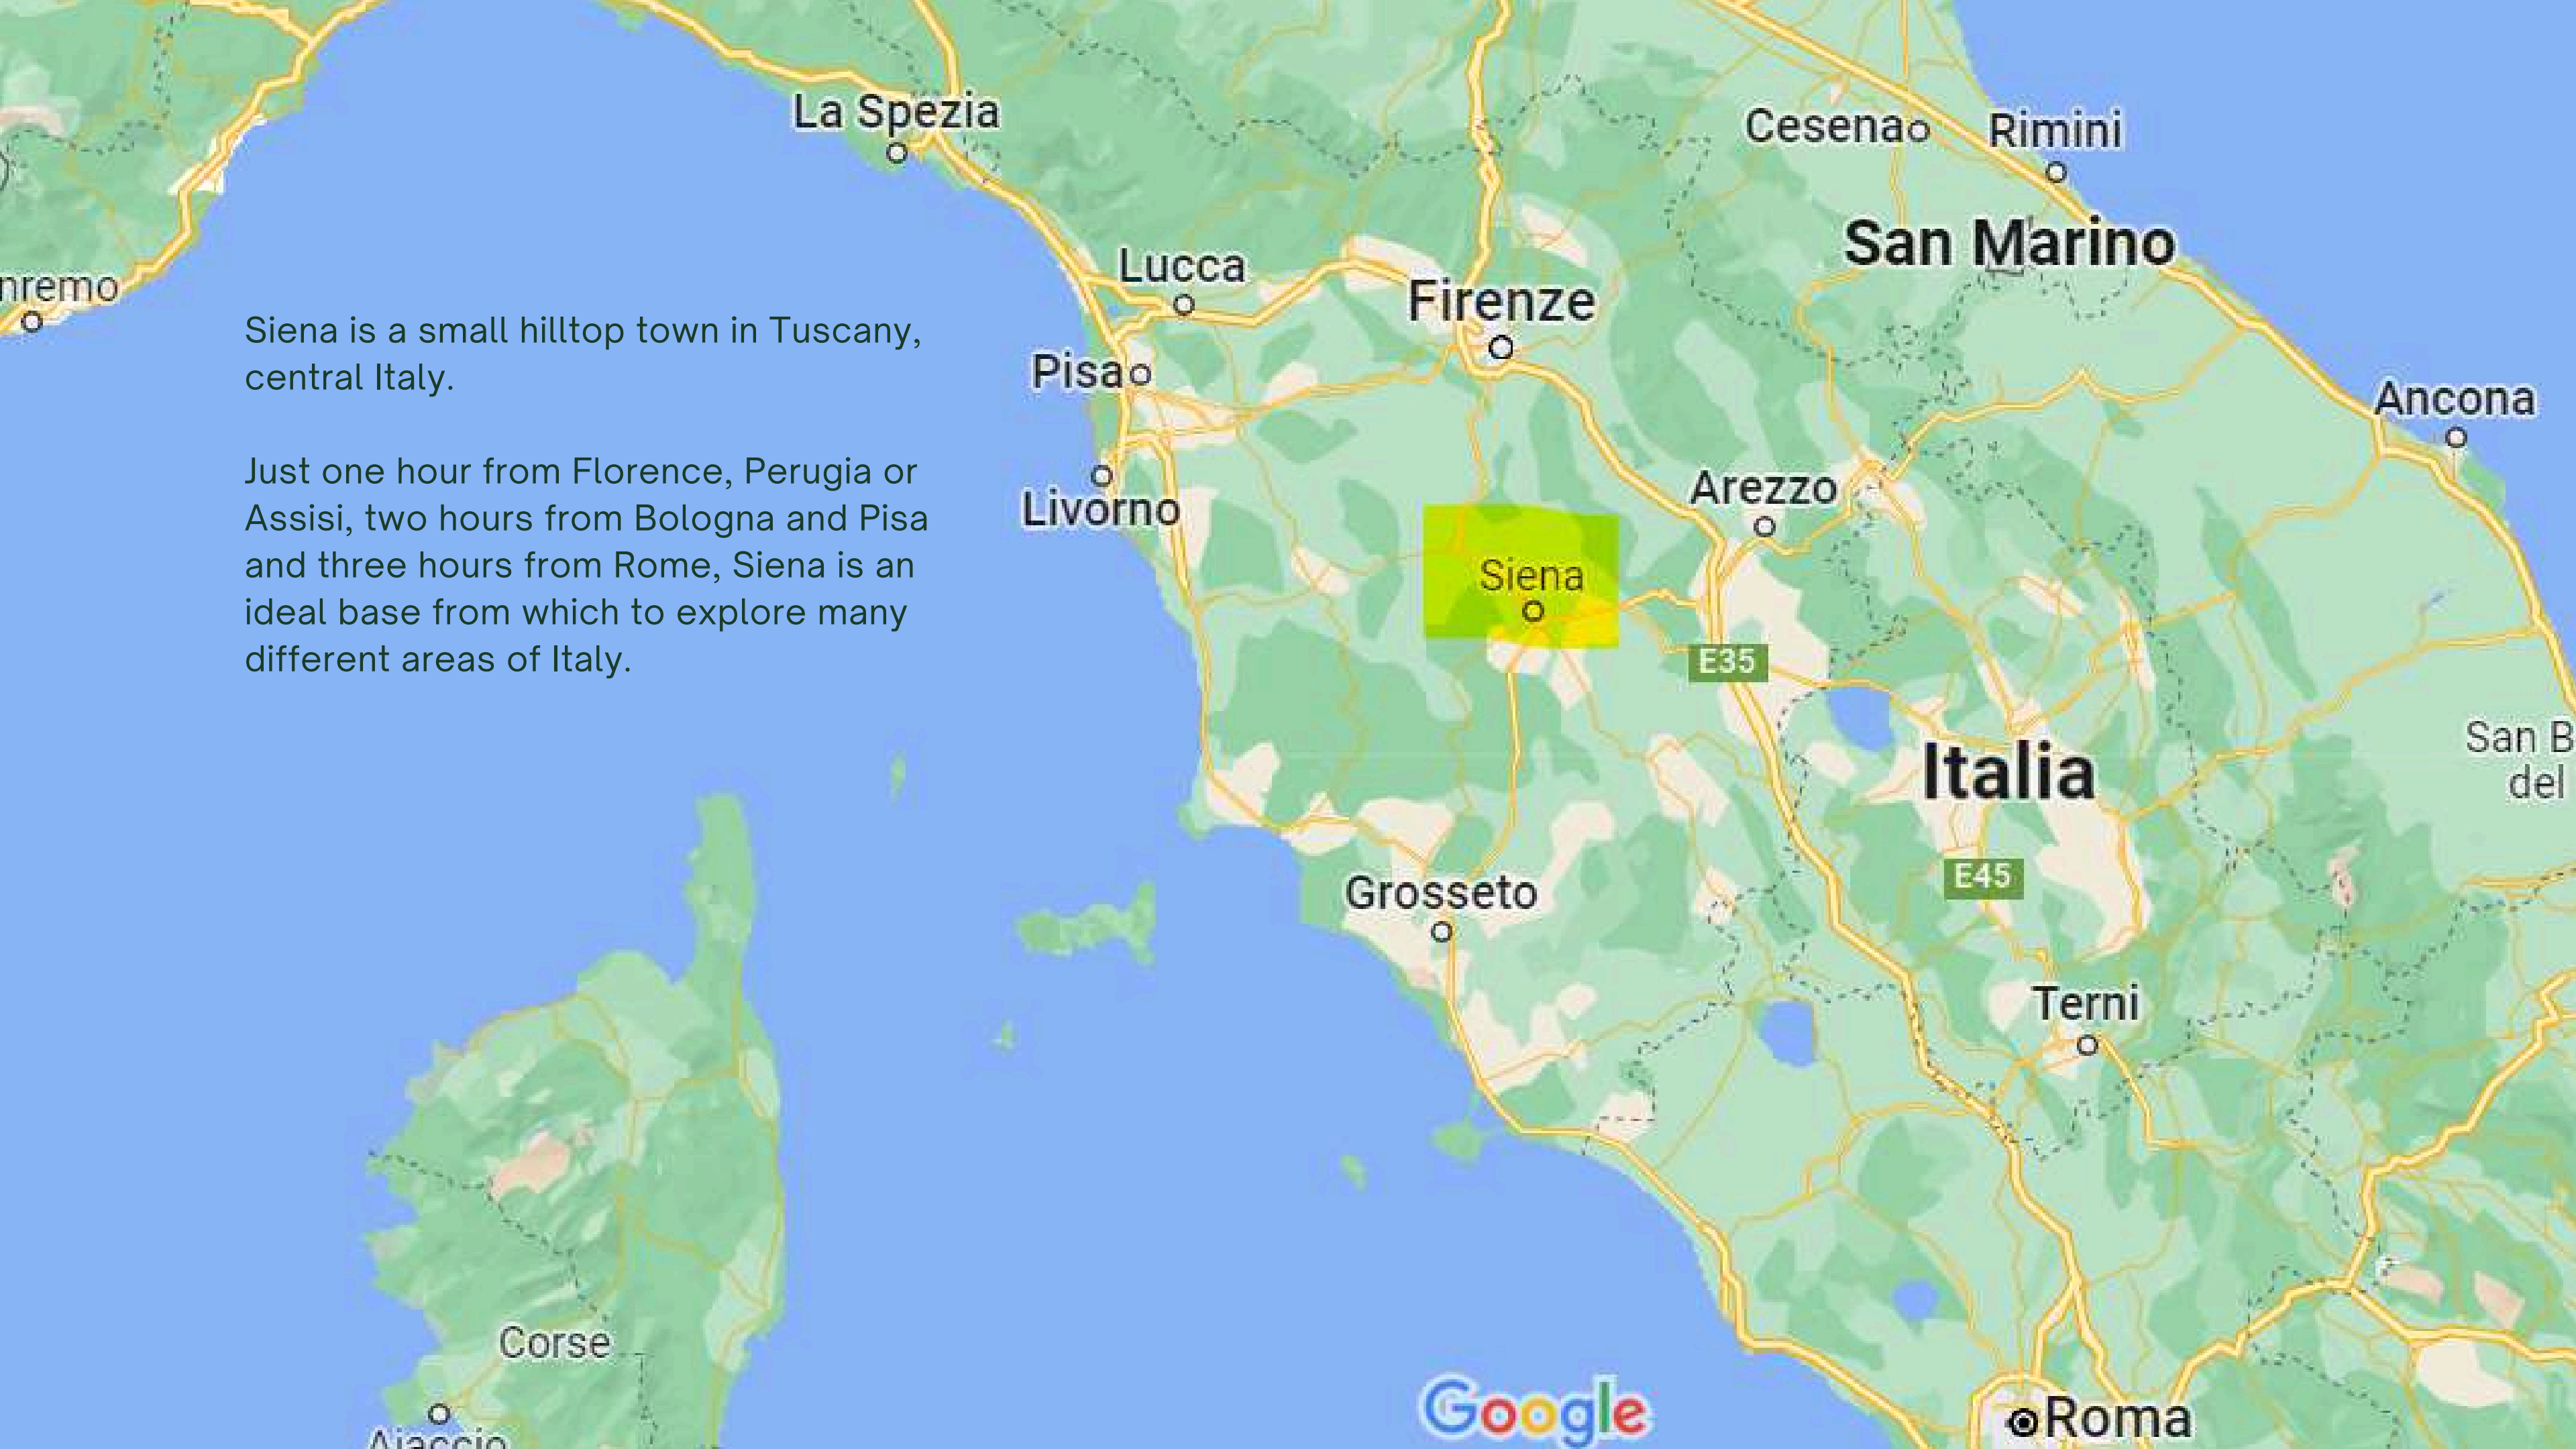 La Spezia
Cesena
Rimini
San Marino
Lucca
Firenze
nremo
Siena is a small hilltop town in Tuscany,
central Italy.
Pisa
Just one hour from Florence, Perugia or
Assisi, two hours from Bologna and Pisa
and three hours from Rome, Siena is an
ideal base from which to explore many
different areas of Italy.
Ancona
Livorno
Arezzo
Siena
E35
San B
del
Italia
E45
Grosseto
Terni
Corse
Google
Roma
Ajaccio